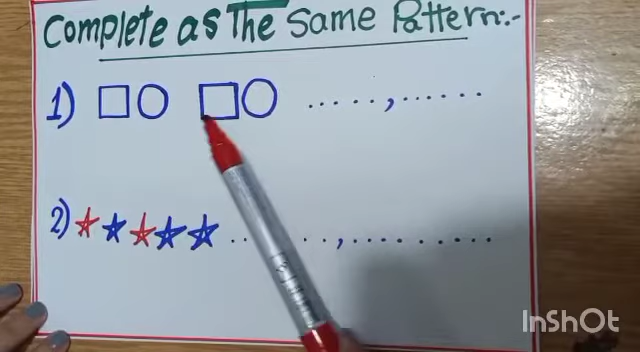 Complete as The Same Pattern:-
1) ..... , ......
2) ..... , .........
InShOt